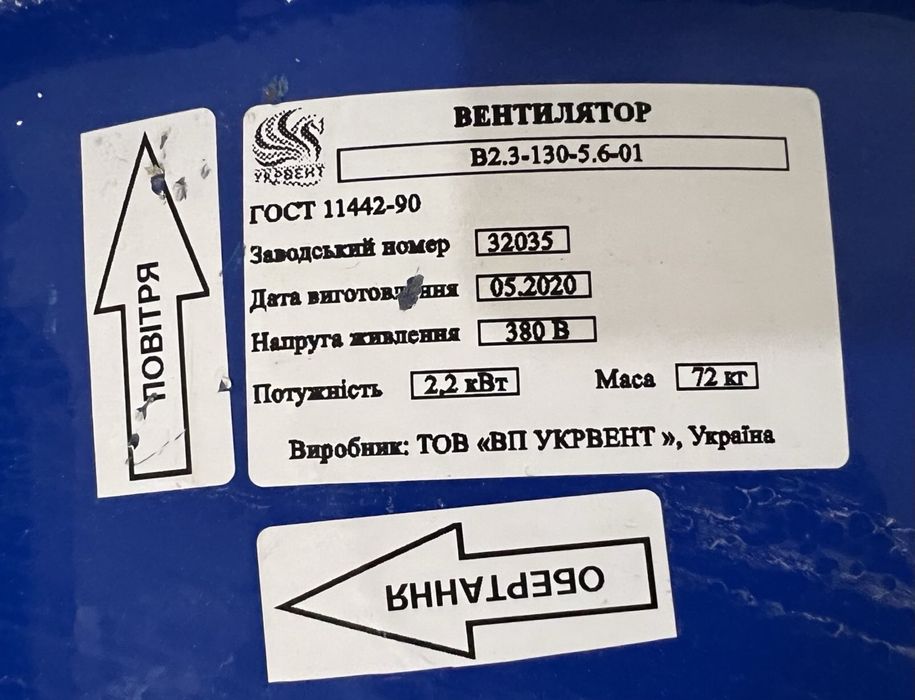 ВЕНТИЛЯТОР
УКРВЕНТ
В2.3-130-5.6-01
ГОСТ 11442-90
Заводський номер 32035
Дата виготовлення 05.2020
Напруга живлення 380 В
Потужність 2,2 кВт Маса 72 кг
Виробник: ТОВ «ВП УКРВЕНТ », Україна
ПОВІТРЯ
ОБЕРТАННЯ